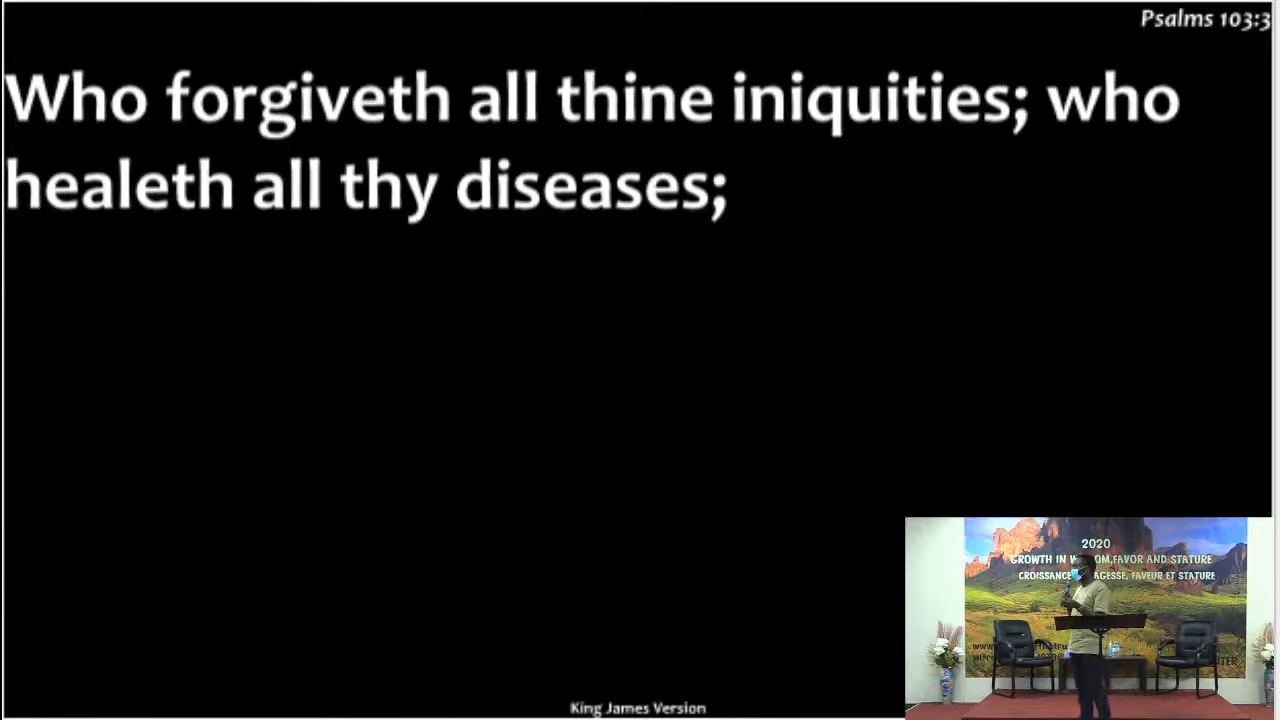 Psalms 103:3
Who forgiveth all thine iniquities; who
healeth all thy diseases;
2020
GROWTH IN FAVOR AND STATURE
CROISSANCE FAVEUR ET STATURE
King James Version